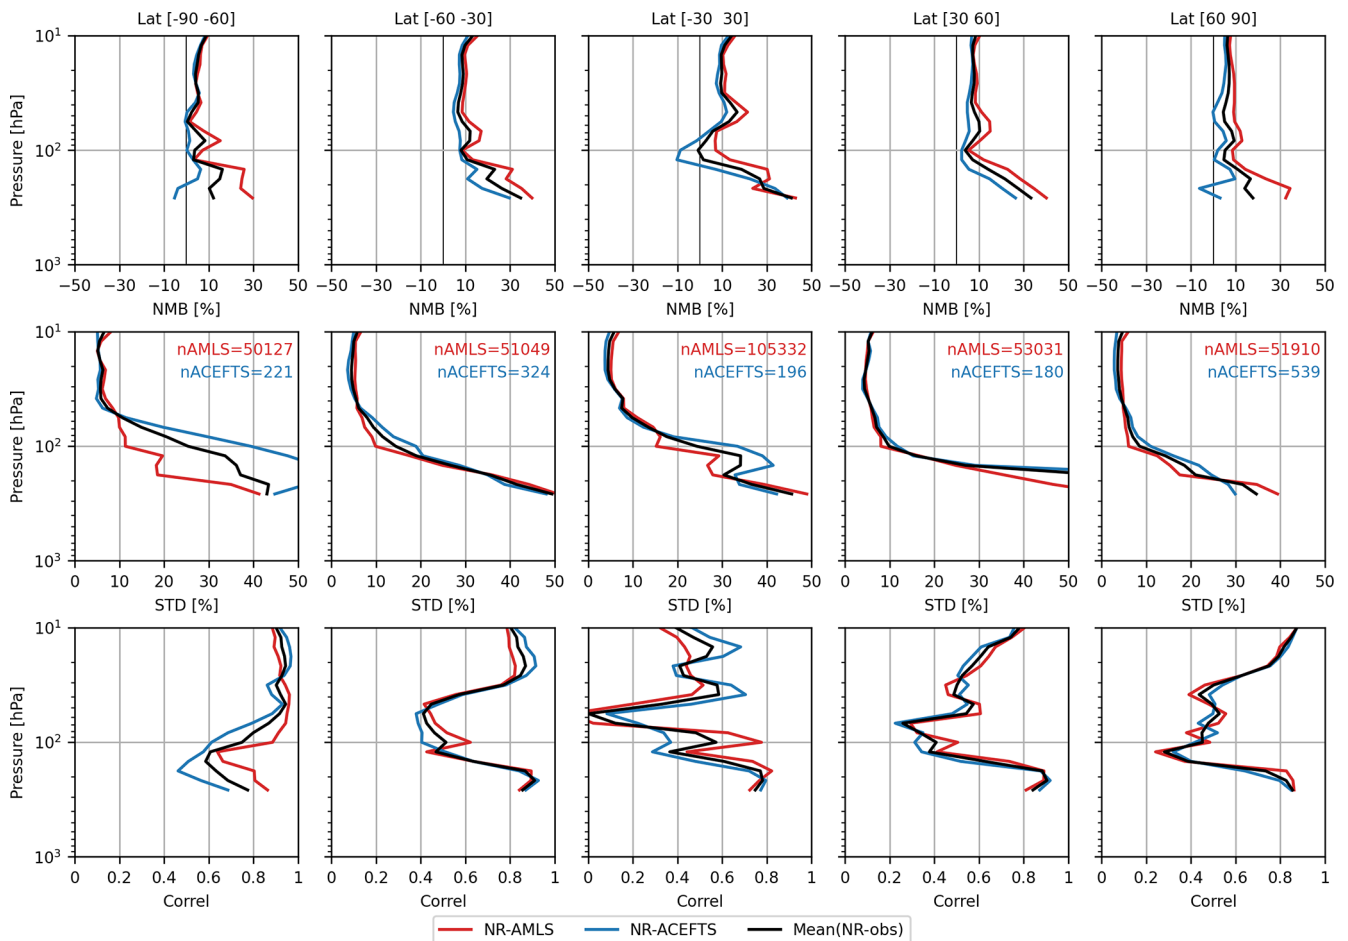 Lat [-90 -60] Lat [-60 -30] Lat [-30 30] Lat [30 60] Lat [60 90]
Pressure [hPa]
10¹
10²
10³
−50 −30 −10 10 30 50 −50 −30 −10 10 30 50 −50 −30 −10 10 30 50 −50 −30 −10 10 30 50 −50 −30 −10 10 30 50
NMB [%] NMB [%] NMB [%] NMB [%] NMB [%]
Pressure [hPa]
10¹
nAMLS=50127 nAMLS=51049 nAMLS=105332 nAMLS=53031 nAMLS=51910
nACEFTS=221 nACEFTS=324 nACEFTS=196 nACEFTS=180 nACEFTS=539
10²
10³
0 10 20 30 40 50 0 10 20 30 40 50 0 10 20 30 40 50 0 10 20 30 40 50 0 10 20 30 40 50
STD [%] STD [%] STD [%] STD [%] STD [%]
Pressure [hPa]
10¹
10²
10³
0 0.2 0.4 0.6 0.8 1 0 0.2 0.4 0.6 0.8 1 0 0.2 0.4 0.6 0.8 1 0 0.2 0.4 0.6 0.8 1 0 0.2 0.4 0.6 0.8 1
Correl Correl Correl Correl Correl
NR-AMLS NR-ACEFTS Mean(NR-obs)